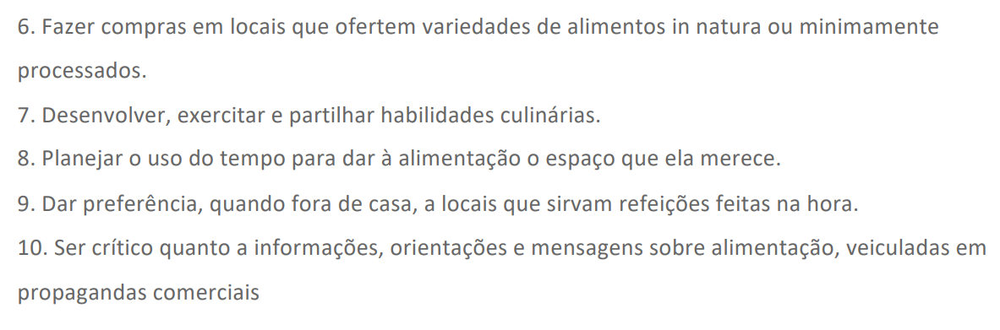 6. Fazer compras em locais que ofertem variedades de alimentos in natura ou minimamente
processados.
7. Desenvolver, exercitar e partilhar habilidades culinárias.
8. Planejar o uso do tempo para dar à alimentação o espaço que ela merece.
9. Dar preferência, quando fora de casa, a locais que sirvam refeições feitas na hora.
10. Ser crítico quanto a informações, orientações e mensagens sobre alimentação, veiculadas em
propagandas comerciais